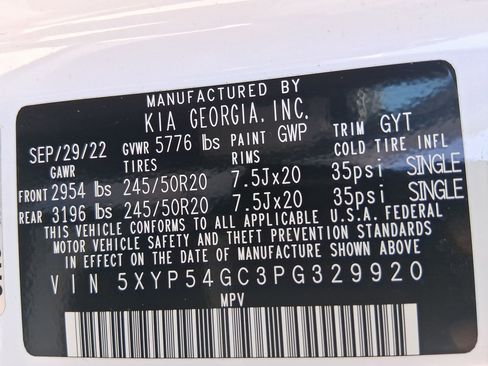 MANUFACTURED BY
KIA GEORGIA, INC.
SEP/29/22 GVWR 5776 lbs PAINT GWP TRIM GYT
GAWR TIRES RIMS COLD TIRE INFL
FRONT 2954 lbs 245/50R20 7.5Jx20 35psi SINGLE
REAR 3196 lbs 245/50R20 7.5Jx20 35psi SINGLE
THIS VEHICLE CONFORMS TO ALL APPLICABLE U.S.A. FEDERAL
MOTOR VEHICLE SAFETY AND THEFT PREVENTION STANDARDS
IN EFFECT ON THE DATE OF MANUFACTURE SHOWN ABOVE
VIN 5XYP54GC3PG329920
MPV